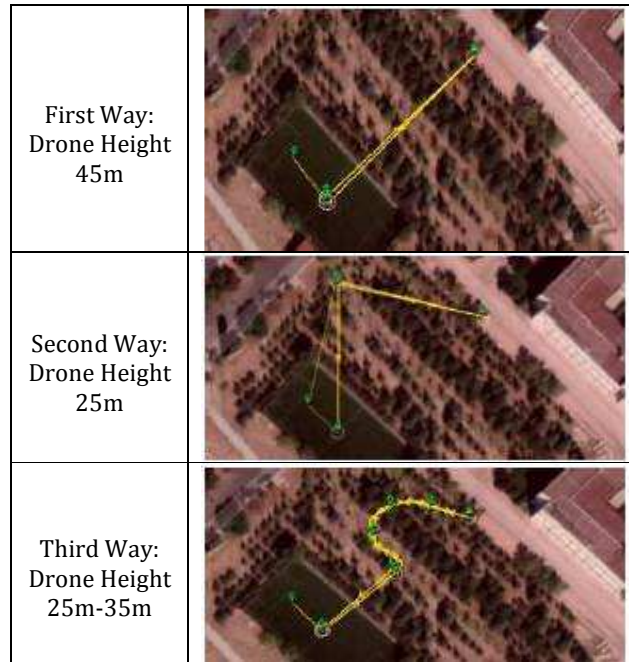 First Way:
Drone Height
45m
Second Way:
Drone Height
25m
Third Way:
Drone Height
25m-35m